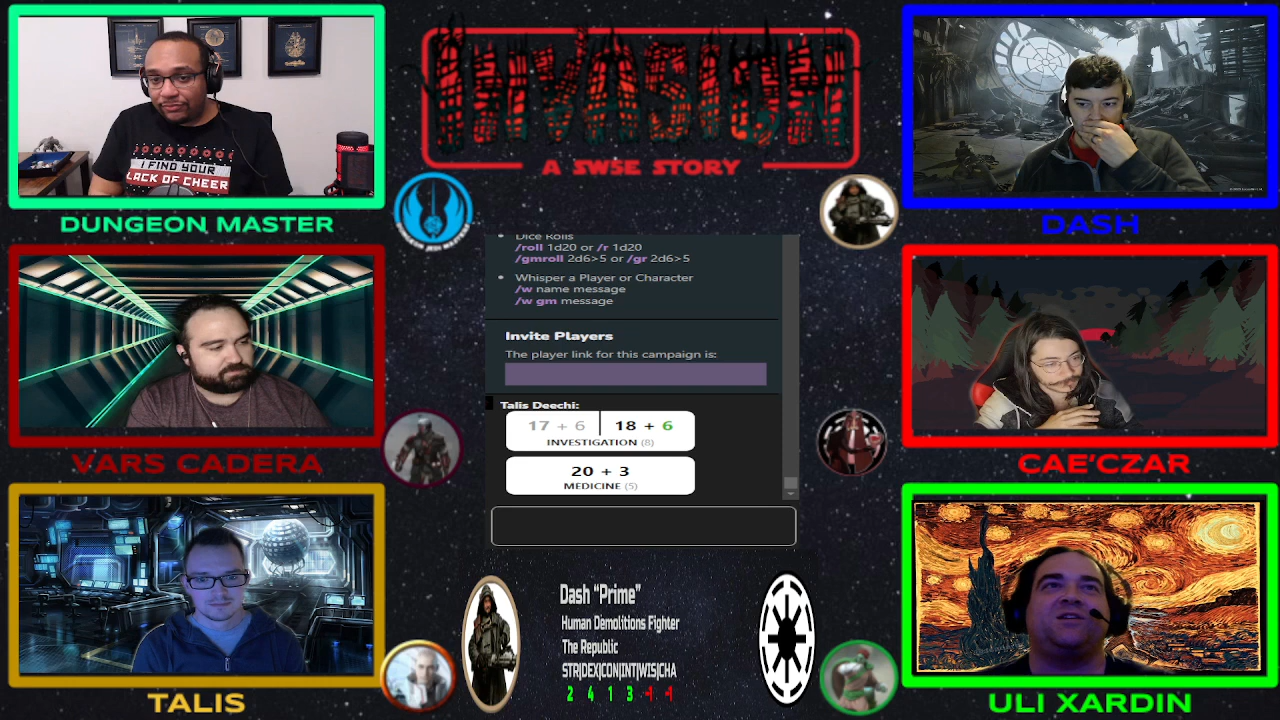 INVASION
A SWSE STORY
I FIND YOUR
LACK OF CHEER
DUNGEON MASTER
DASH
VARS CADERA
CAE'CZAR
TALIS
ULI XARDIN
Dice Rolls
/roll 1d20 or /r 1d20
/gmroll 2d6>5 or /gr 2d6>5
Whisper a Player or Character
/w name message
/w gm message
Invite Players
The player link for this campaign is:
Talis Deechi:
17 + 6 | 18 + 6
INVESTIGATION (8)
20 + 3
MEDICINE (5)
Dash "Prime"
Human Demolitions Fighter
The Republic
STR|DEX|CON|INT|WIS|CHA
2 4 1 3 -1 -1